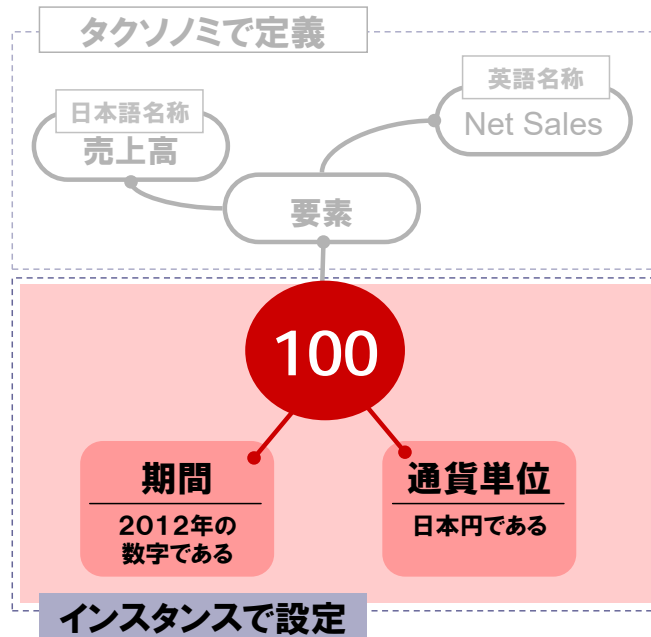 タクソノミで定義
英語名称
Net Sales
日本語名称
売上高
要素
100
期間
2012年の
数字である
通貨単位
日本円である
インスタンスで設定